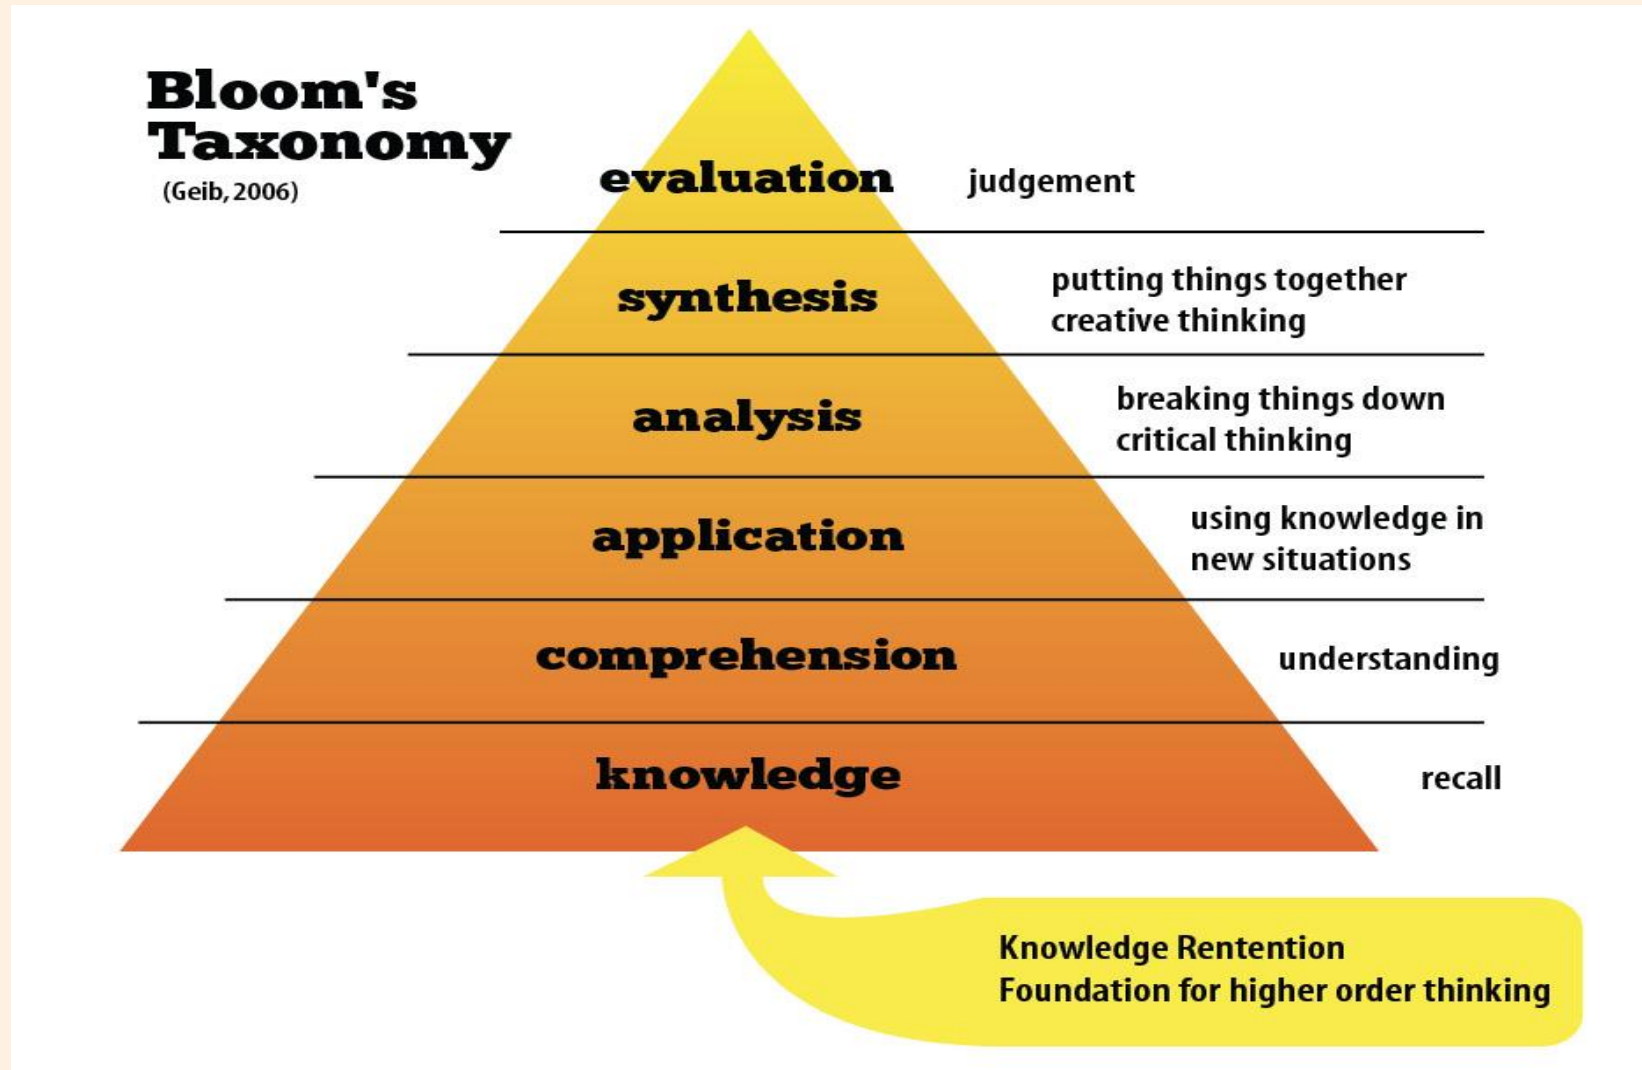 Bloom's
Taxonomy
(Geib, 2006)
evaluation
judgement
synthesis
putting things together
creative thinking
analysis
breaking things down
critical thinking
application
using knowledge in
new situations
comprehension
understanding
knowledge
recall
Knowledge Rentention
Foundation for higher order thinking